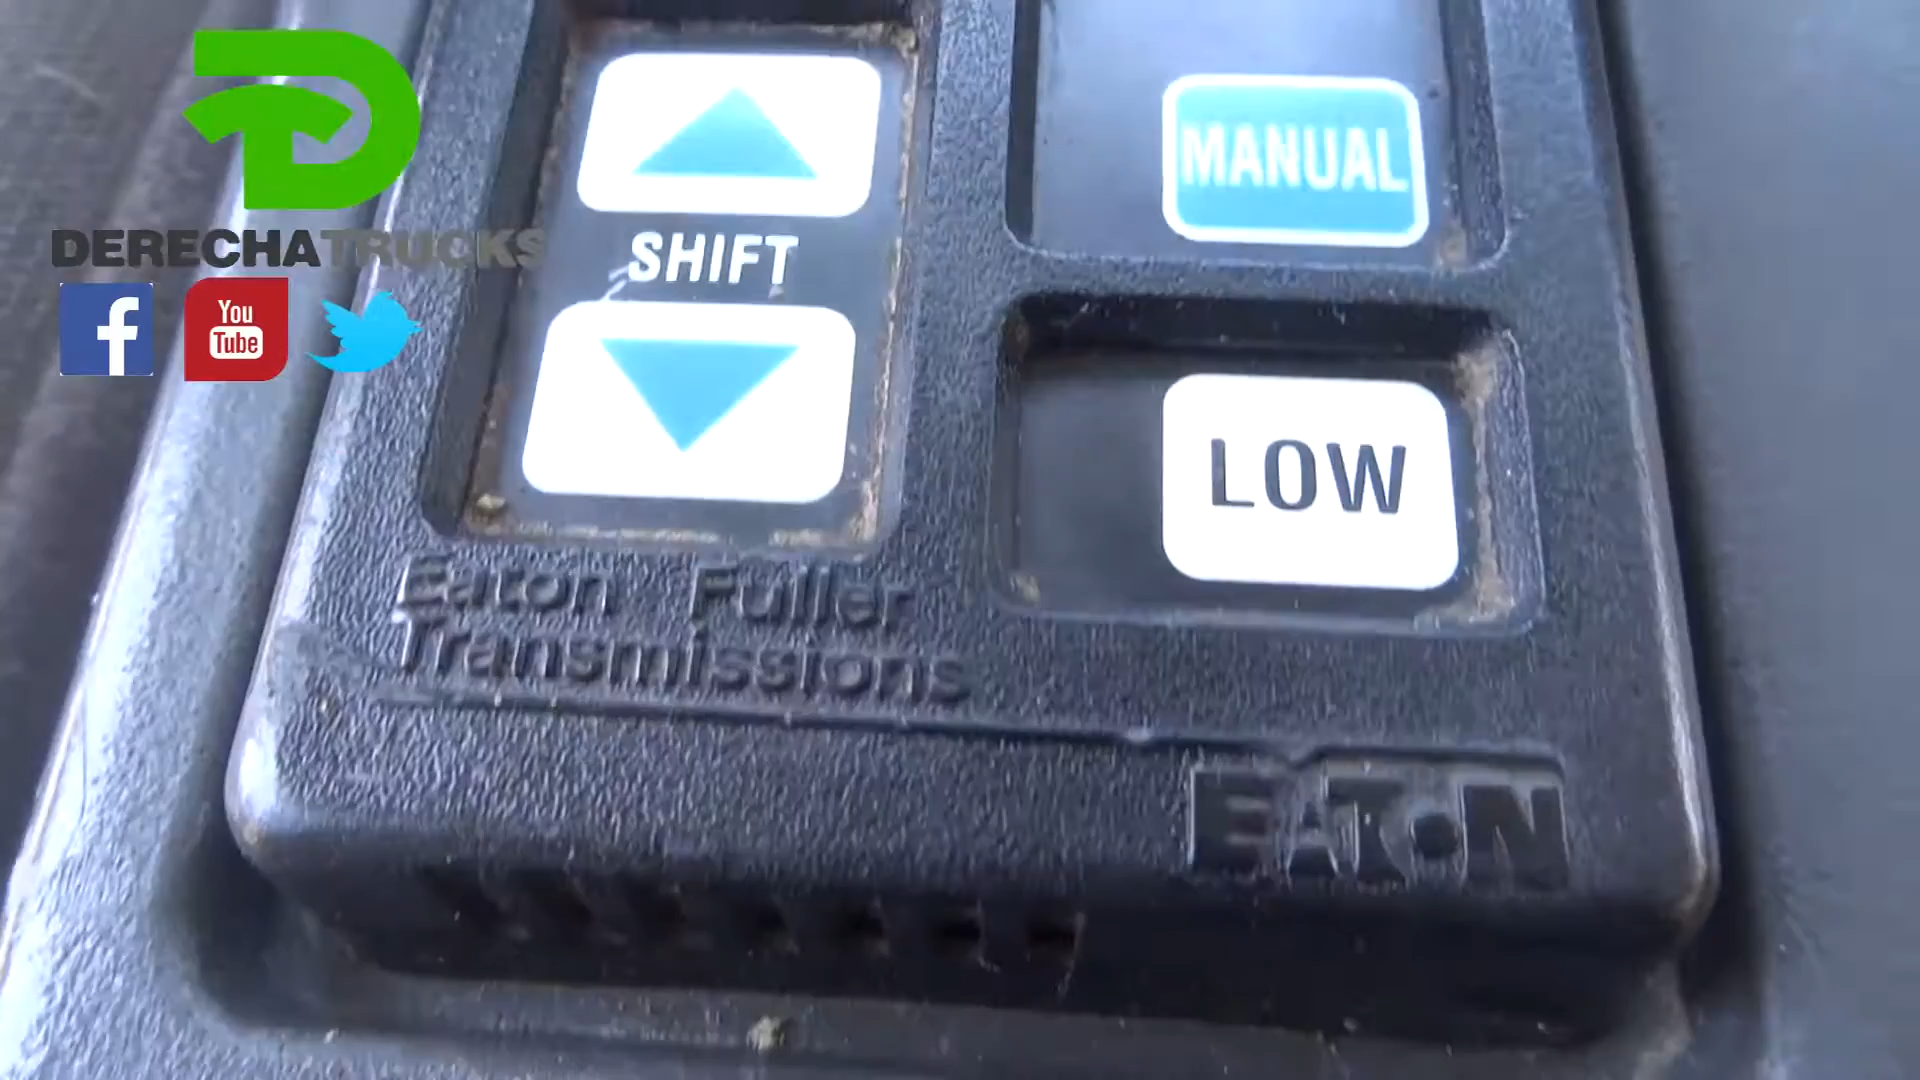 DERECHATRUCKS
f
You
Tube
SHIFT
MANUAL
LOW
Eaton Fuller
Transmissions
EATON